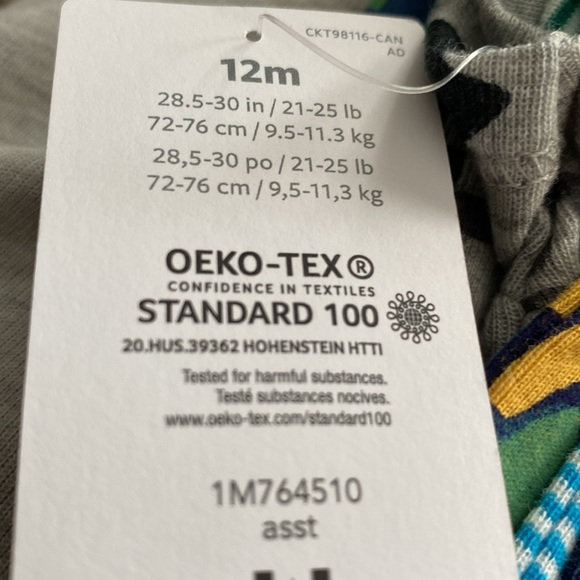 CKT98116-CAN
AD
12m
28.5-30 in / 21-25 lb
72-76 cm / 9.5-11.3 kg
28,5-30 po / 21-25 lb
72-76 cm / 9,5-11,3 kg
OEKO-TEX®
CONFIDENCE IN TEXTILES
STANDARD 100
20.HUS.39362 HOHENSTEIN HTTI
Tested for harmful substances.
Testé substances nocives.
www.oeko-tex.com/standard100
1M764510
asst